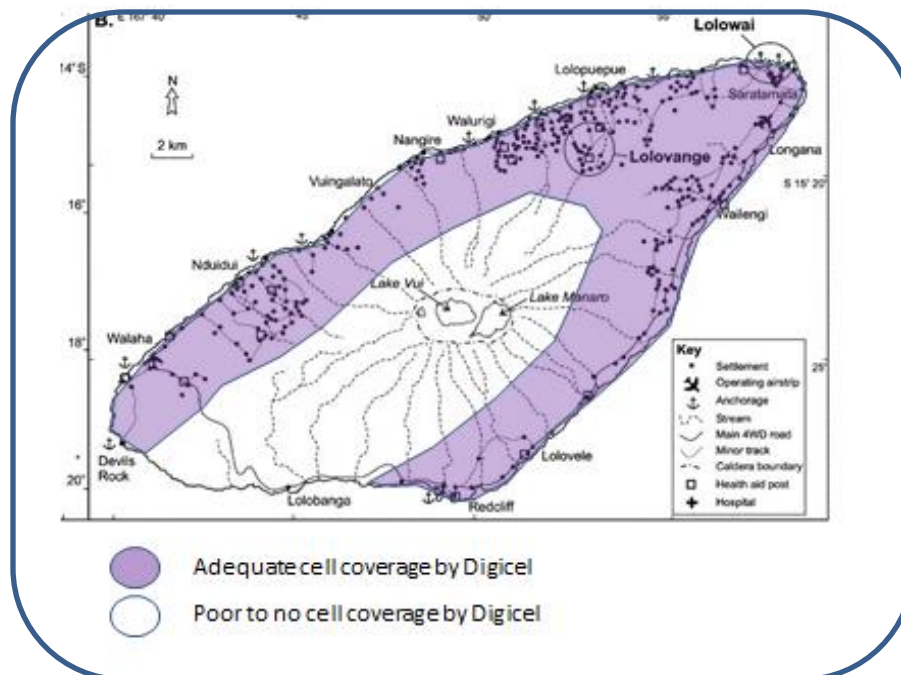 B.
E 167° 40
45
50
55
Lolowai
14° S
Lolopuepue
Saratamata
N
Walurigi
2 km
Nangire
Lolovange
Longana
Vuingalato
S 15° 20
16°
Wailengi
Nduidui
Lake Vui
Lake Manaro
Walaha
18°
25°
Key
Settlement
Operating airstrip
Anchorage
Stream
Main 4WD road
Minor track
Caldera boundary
Health aid post
Hospital
Devils
Rock
Lolovele
20°
Lolobanga
Redcliff
Adequate cell coverage by Digicel
Poor to no cell coverage by Digicel